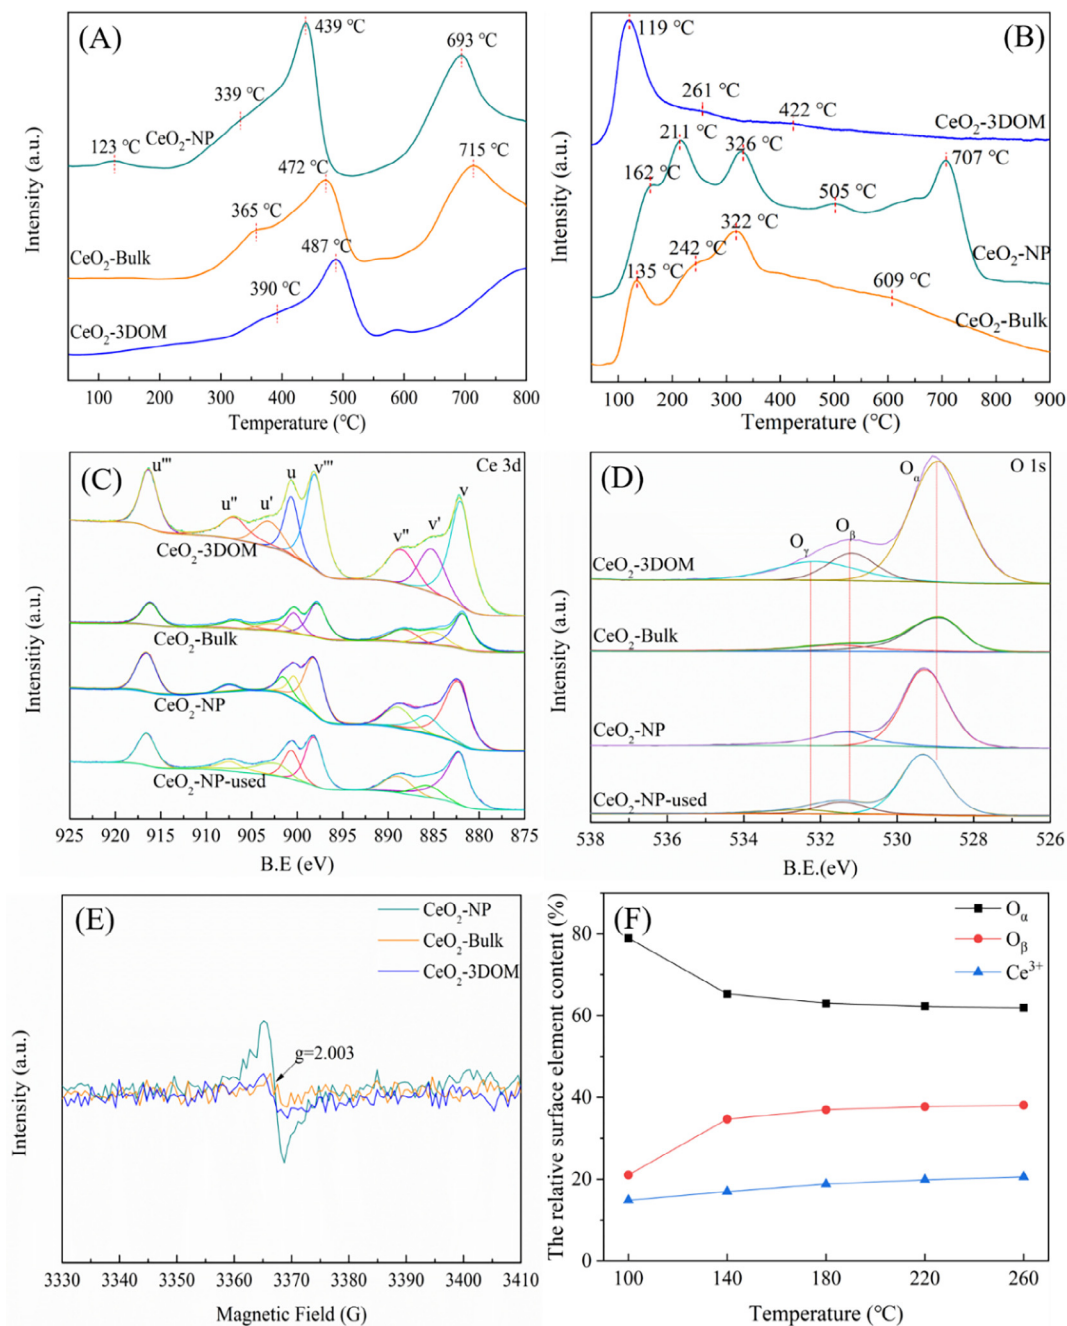 (A)
439 ℃
693 ℃
339 ℃
123 ℃
CeO2-NP
472 ℃
715 ℃
365 ℃
CeO2-Bulk
487 ℃
390 ℃
CeO2-3DOM
Intensity (a.u.)
100 200 300 400 500 600 700 800
Temperature (℃)
(B)
119 ℃
261 ℃
422 ℃
CeO2-3DOM
211 ℃
326 ℃
707 ℃
162 ℃
505 ℃
CeO2-NP
322 ℃
242 ℃
135 ℃
609 ℃
CeO2-Bulk
Intensity (a.u.)
100 200 300 400 500 600 700 800 900
Temperature (℃)
(C)
Ce 3d
u''' u'' u' u v''' v'' v' v
CeO2-3DOM
CeO2-Bulk
CeO2-NP
CeO2-NP-used
Intensitiy (a.u.)
925 920 915 910 905 900 895 890 885 880 875
B.E (eV)
(D)
O 1s
Oα
Oβ
Oγ
CeO2-3DOM
CeO2-Bulk
CeO2-NP
CeO2-NP-used
Intensity (a.u.)
538 536 534 532 530 528 526
B.E.(eV)
(E)
CeO2-NP
CeO2-Bulk
CeO2-3DOM
g=2.003
Intensity (a.u.)
3330 3340 3350 3360 3370 3380 3390 3400 3410
Magnetic Field (G)
(F)
Oα
Oβ
Ce3+
The relative surface element content (%)
80
60
40
20
0
100 140 180 220 260
Temperature (℃)